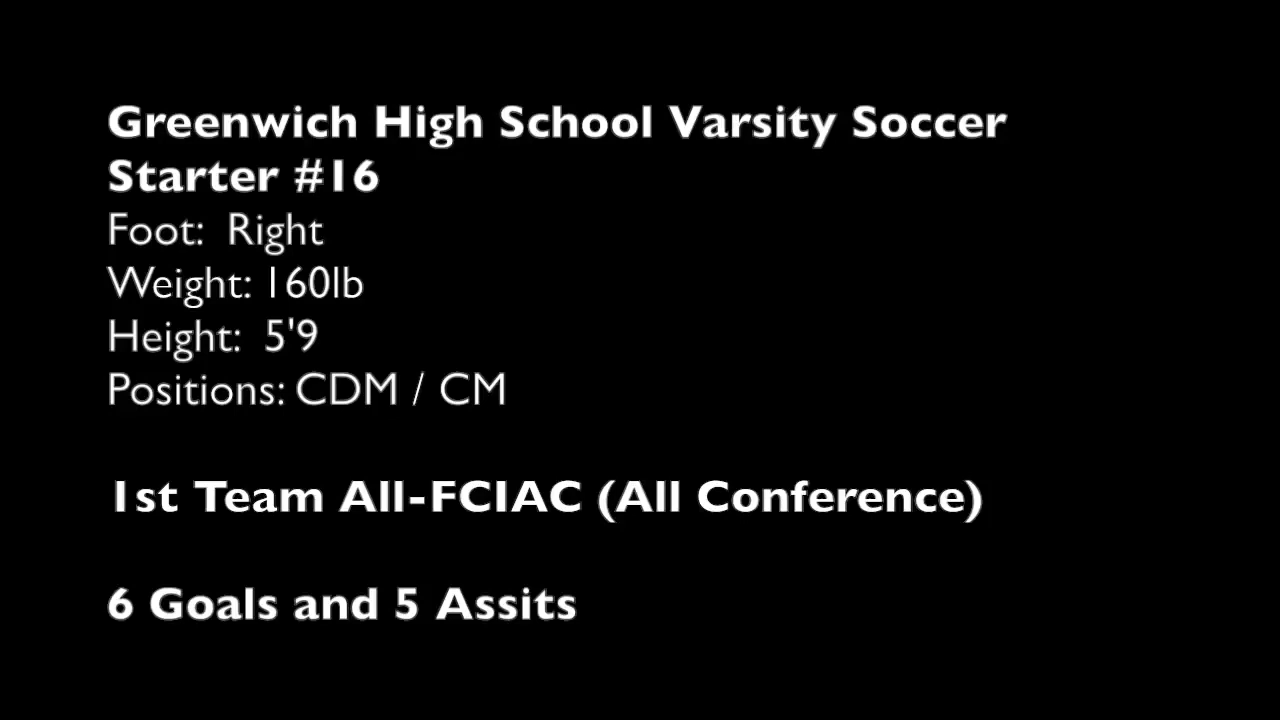 Greenwich High School Varsity Soccer
Starter #16
Foot:  Right
Weight: 160lb
Height:  5'9
Positions: CDM / CM
1st Team All-FCIAC (All Conference)
6 Goals and 5 Assits